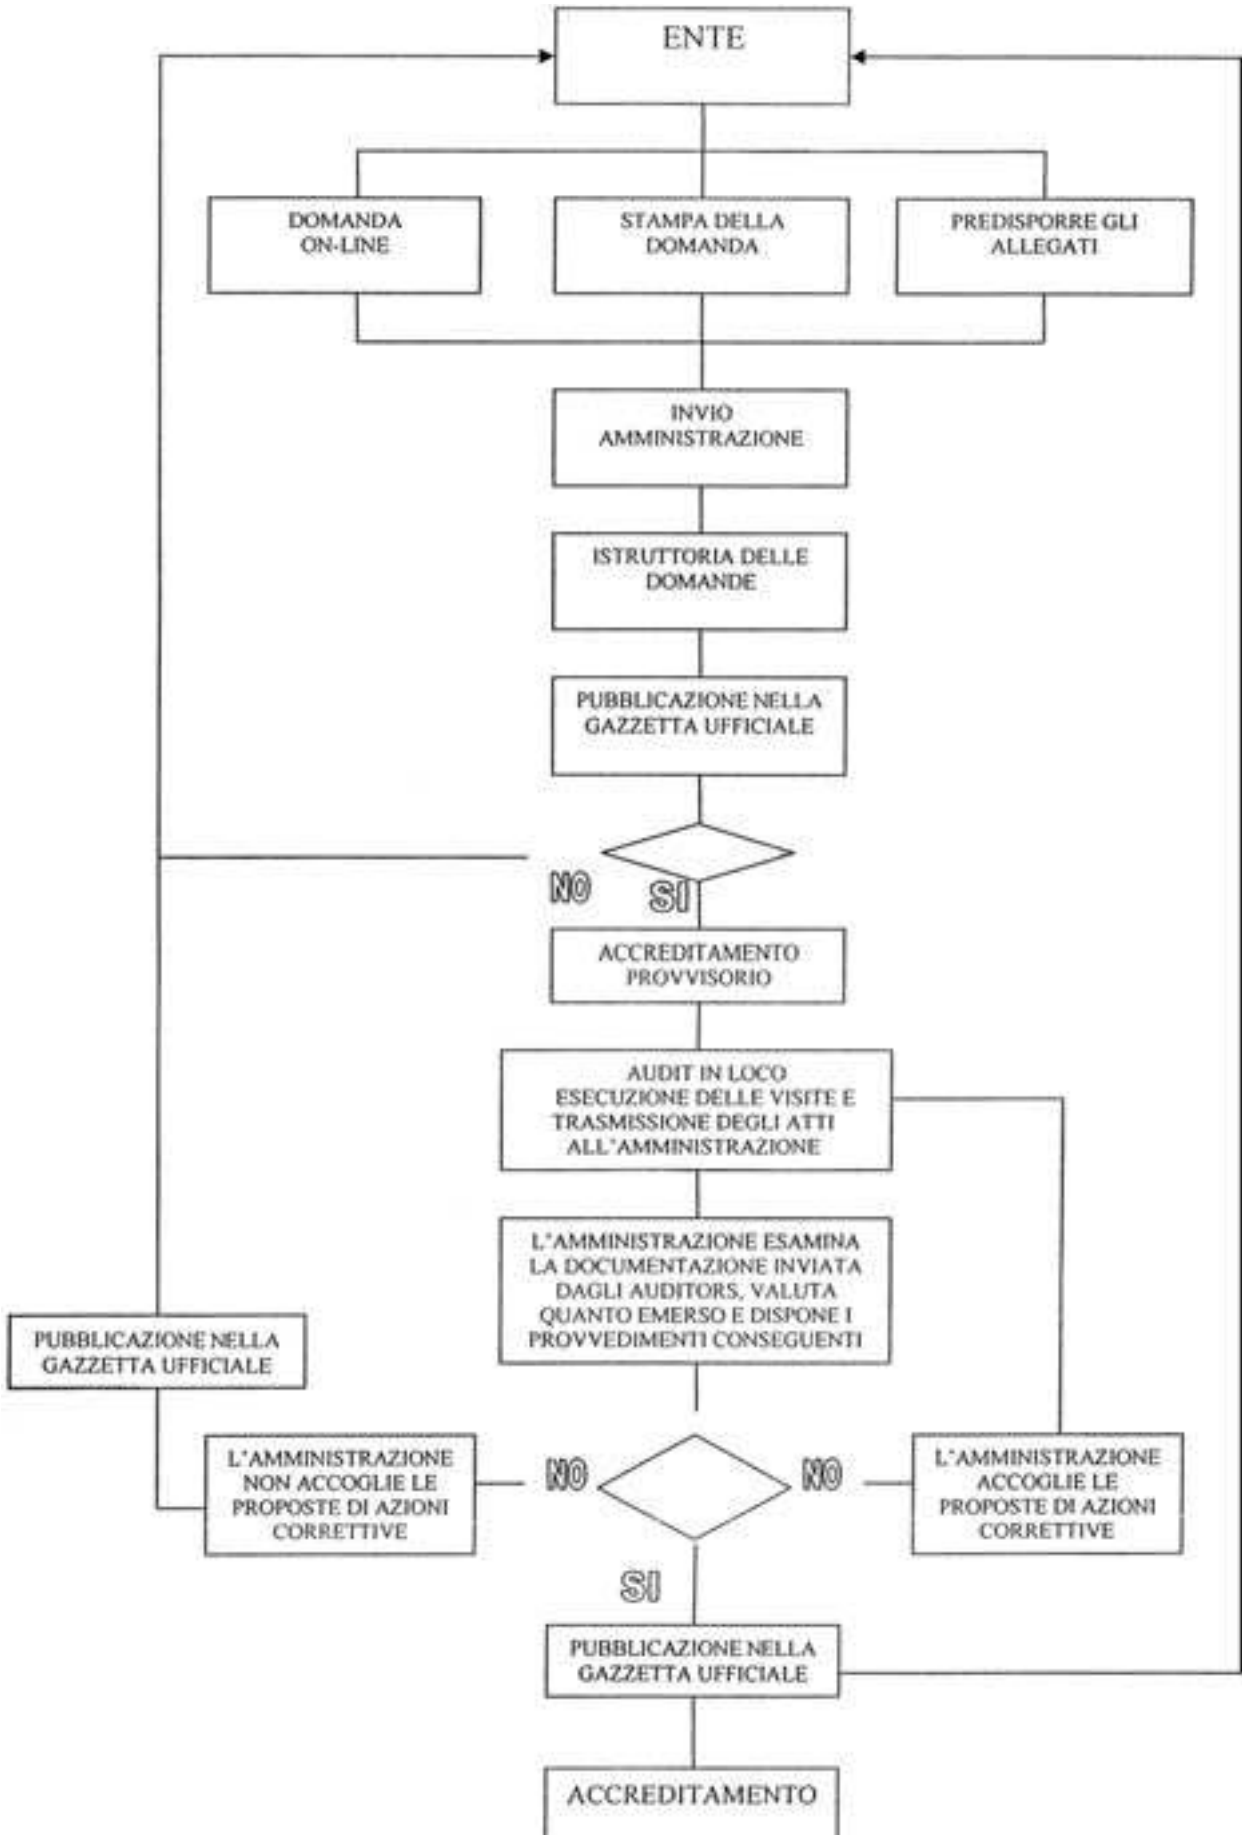 ENTE
DOMANDA
ON-LINE
STAMPA DELLA
DOMANDA
PREDISPORRE GLI
ALLEGATI
INVIO
AMMINISTRAZIONE
ISTRUTTORIA DELLE
DOMANDE
PUBBLICAZIONE NELLA
GAZZETTA UFFICIALE
NO
SI
ACCREDITAMENTO
PROVVISORIO
AUDIT IN LOCO
ESECUZIONE DELLE VISITE E
TRASMISSIONE DEGLI ATTI
ALL'AMMINISTRAZIONE
L'AMMINISTRAZIONE ESAMINA
LA DOCUMENTAZIONE INVIATA
DAGLI AUDITORS, VALUTA
QUANTO EMERSO E DISPONE I
PROVVEDIMENTI CONSEGUENTI
PUBBLICAZIONE NELLA
GAZZETTA UFFICIALE
L'AMMINISTRAZIONE
NON ACCOGLIE LE
PROPOSTE DI AZIONI
CORRETTIVE
NO
NO
L'AMMINISTRAZIONE
ACCOGLIE LE
PROPOSTE DI AZIONI
CORRETTIVE
SI
PUBBLICAZIONE NELLA
GAZZETTA UFFICIALE
ACCREDITAMENTO